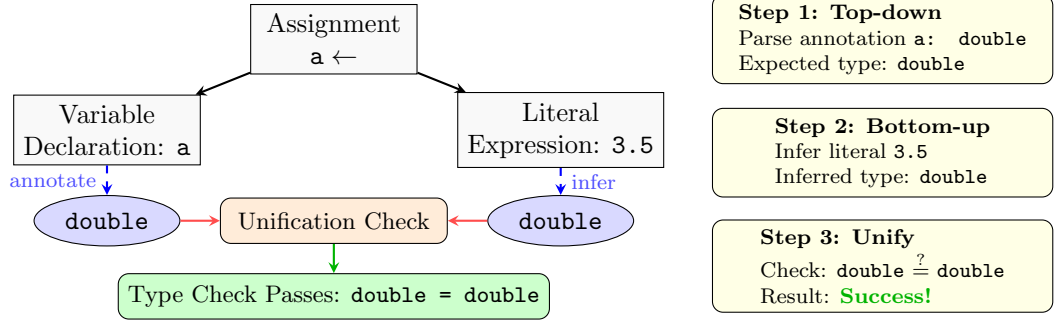 Assignment
a ←
Variable
Declaration: a
Literal
Expression: 3.5
annotate
infer
double
Unification Check
double
Type Check Passes: double = double
Step 1: Top-down
Parse annotation a: double
Expected type: double
Step 2: Bottom-up
Infer literal 3.5
Inferred type: double
Step 3: Unify
Check: double ≟ double
Result: Success!